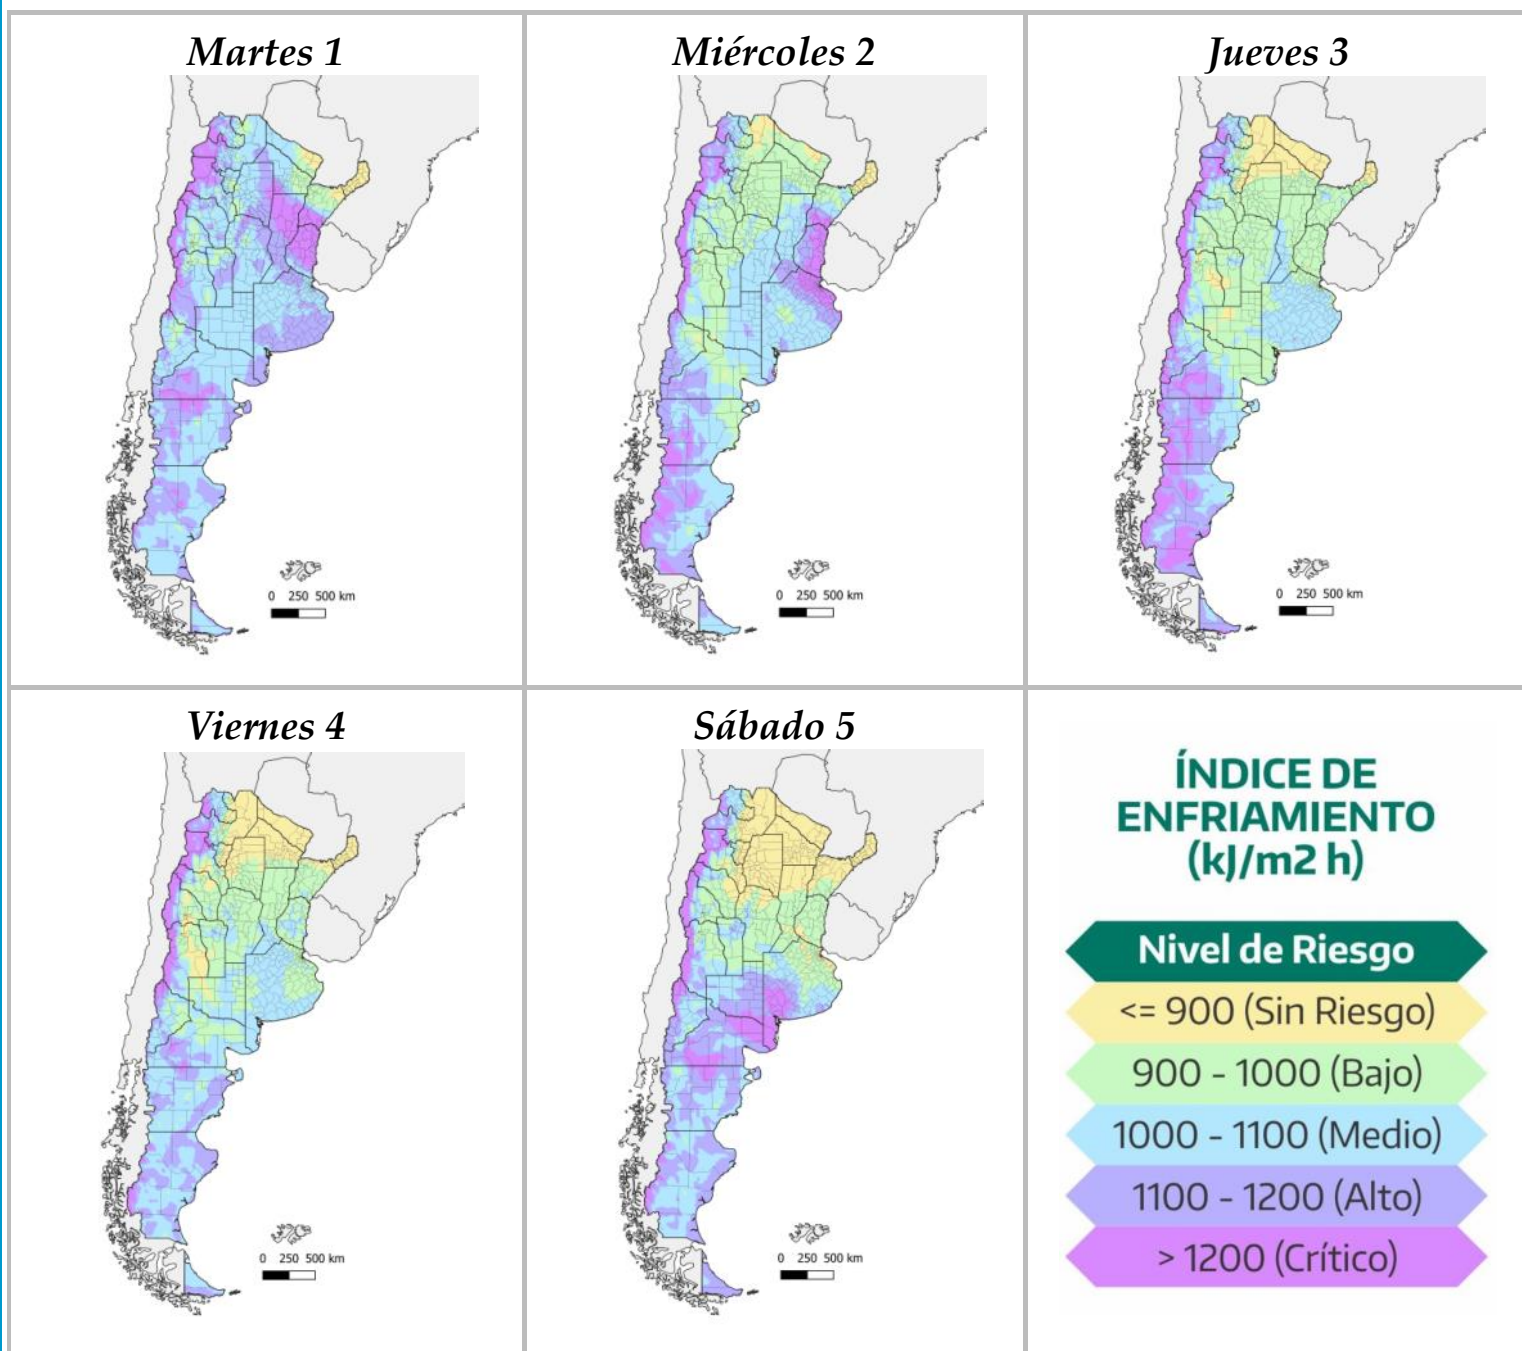 Martes 1
Miércoles 2
Jueves 3
0 250 500 km
0 250 500 km
0 250 500 km
Viernes 4
Sábado 5
0 250 500 km
0 250 500 km
ÍNDICE DE
ENFRIAMIENTO
(kJ/m2 h)
Nivel de Riesgo
<= 900 (Sin Riesgo)
900 - 1000 (Bajo)
1000 - 1100 (Medio)
1100 - 1200 (Alto)
> 1200 (Crítico)